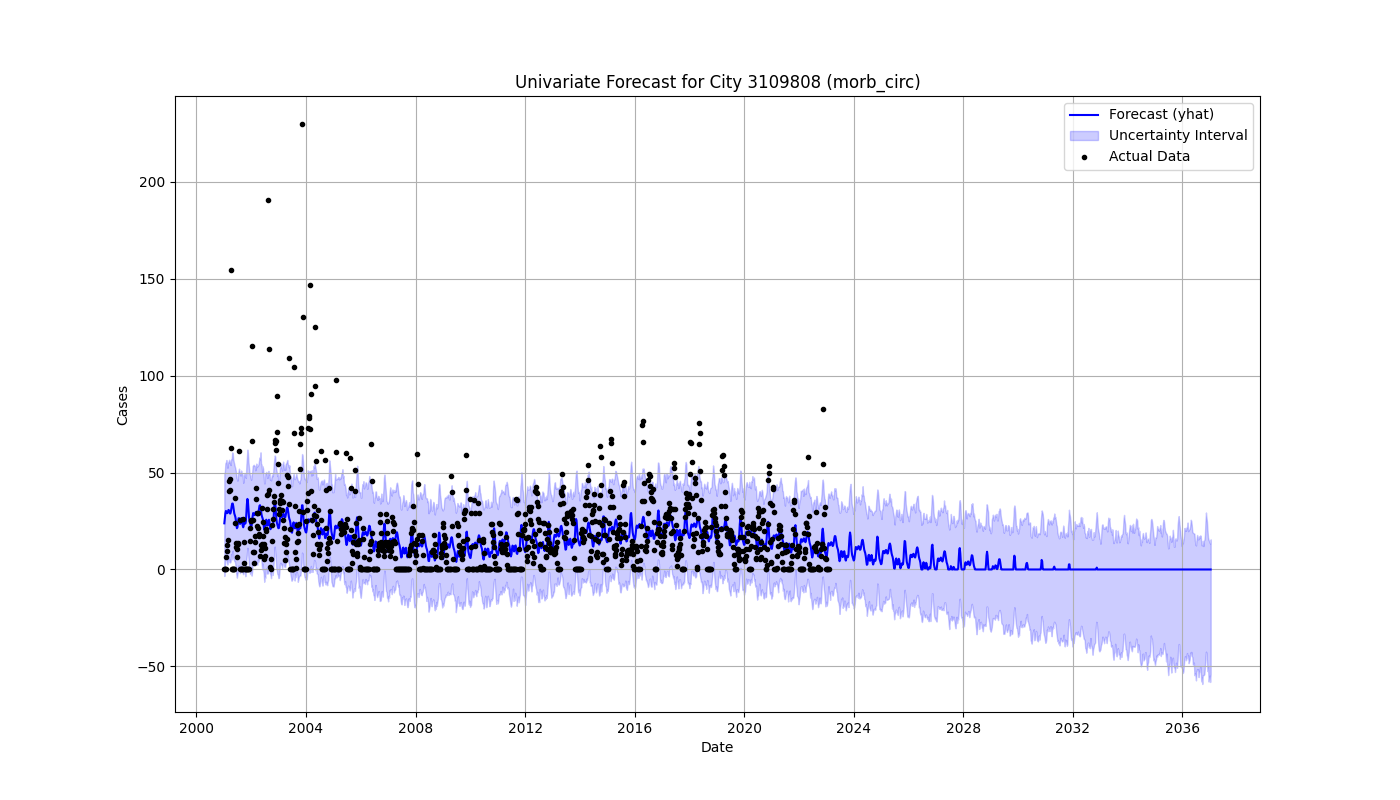 Univariate Forecast for City 3109808 (morb_circ)
Forecast (yhat)
Uncertainty Interval
Actual Data
Cases
200
150
100
50
0
−50
2000 2004 2008 2012 2016 2020 2024 2028 2032 2036
Date